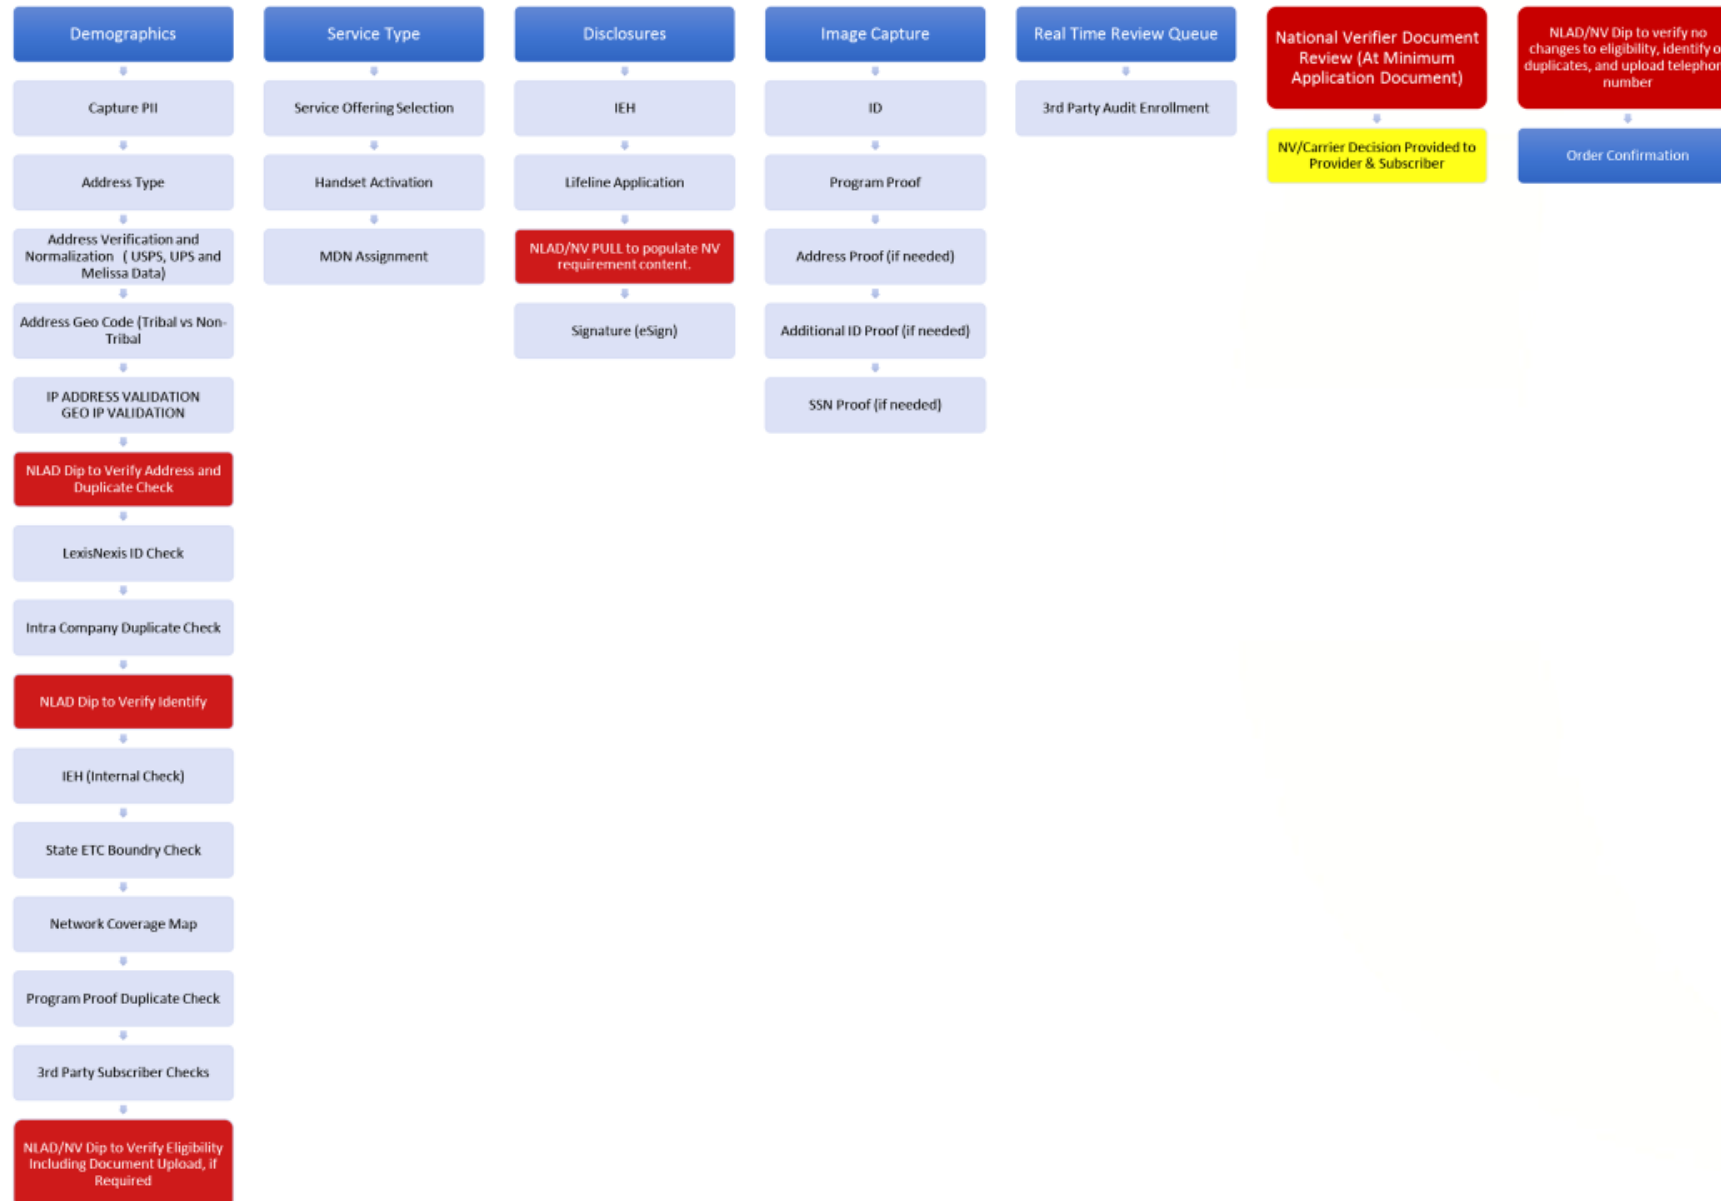 Demographics
Capture PII
Address Type
Address Verification and
Normalization ( USPS, UPS and
Melissa Data)
Address Geo Code (Tribal vs Non-
Tribal
IP ADDRESS VALIDATION
GEO IP VALIDATION
NLAD Dip to Verify Address and
Duplicate Check
LexisNexis ID Check
Intra Company Duplicate Check
NLAD Dip to Verify Identify
IEH (Internal Check)
State ETC Boundry Check
Network Coverage Map
Program Proof Duplicate Check
3rd Party Subscriber Checks
NLAD/NV Dip to Verify Eligibility
Including Document Upload, if
Required
Service Type
Service Offering Selection
Handset Activation
MDN Assignment
Disclosures
IEH
Lifeline Application
NLAD/NV PULL to populate NV
requirement content.
Signature (eSign)
Image Capture
ID
Program Proof
Address Proof (if needed)
Additional ID Proof (if needed)
SSN Proof (if needed)
Real Time Review Queue
3rd Party Audit Enrollment
National Verifier Document
Review (At Minimum
Application Document)
NV/Carrier Decision Provided to
Provider & Subscriber
NLAD/NV Dip to verify no
changes to eligibility, identify o
duplicates, and upload telephon
number
Order Confirmation